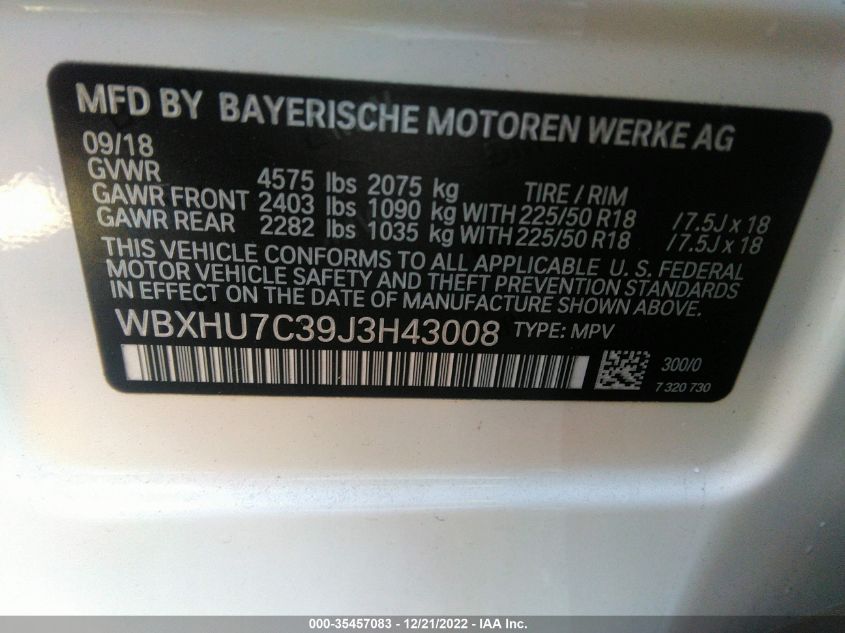 MFD BY BAYERISCHE MOTOREN WERKE AG
09/18
GVWR 4575 lbs 2075 kg TIRE / RIM
GAWR FRONT 2403 lbs 1090 kg WITH 225/50 R18 /7.5J x 18
GAWR REAR 2282 lbs 1035 kg WITH 225/50 R18 /7.5J x 18
THIS VEHICLE CONFORMS TO ALL APPLICABLE U. S. FEDERAL
MOTOR VEHICLE SAFETY AND THEFT PREVENTION STANDARDS
IN EFFECT ON THE DATE OF MANUFACTURE SHOWN ABOVE.
WBXHU7C39J3H43008 TYPE: MPV
300/0
7 320 730
000-35457083 - 12/21/2022 - IAA Inc.